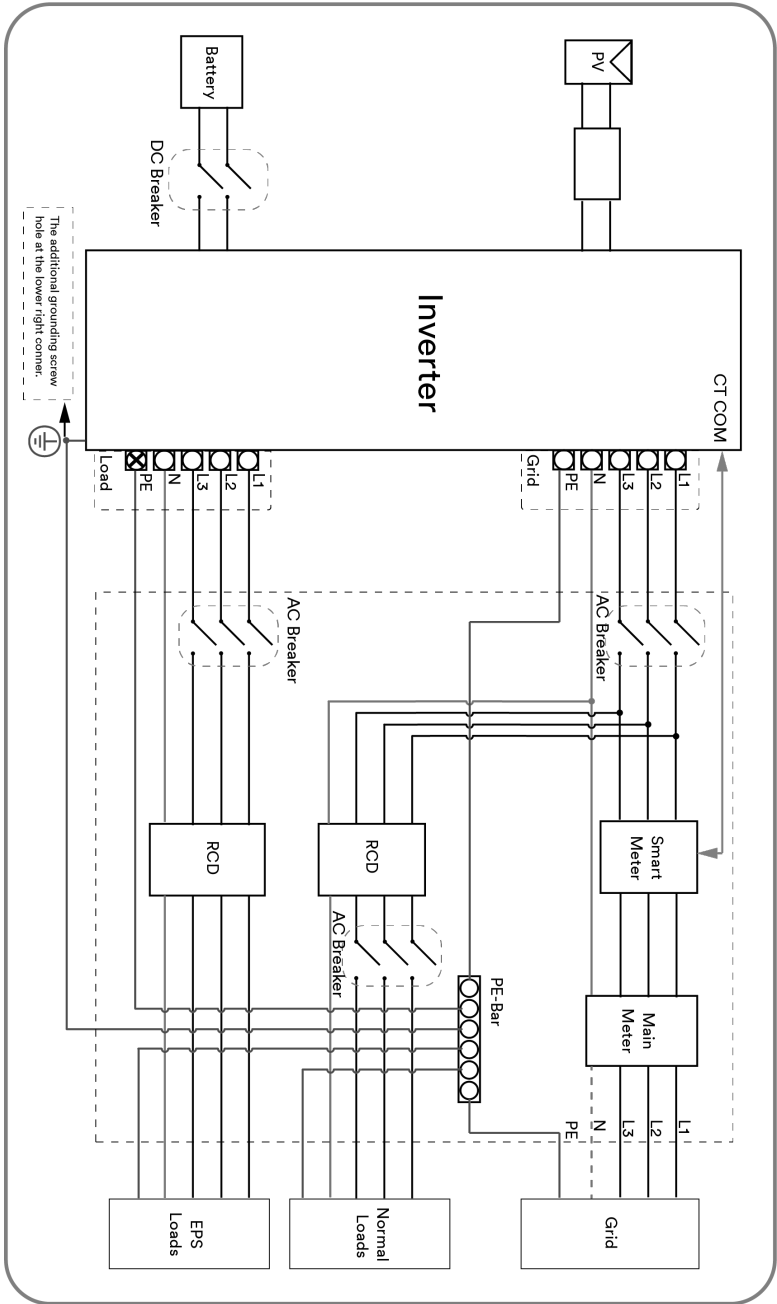 PV
Battery
DC Breaker
The additional grounding screw
hole at the lower right conner.
Inverter
CT COM
Grid
L1
L2
L3
N
PE
Load
L1
L2
L3
N
PE
AC Breaker
AC Breaker
Smart
Meter
RCD
RCD
AC Breaker
PE-Bar
Main
Meter
L1
L2
L3
N
PE
Grid
Normal
Loads
EPS
Loads